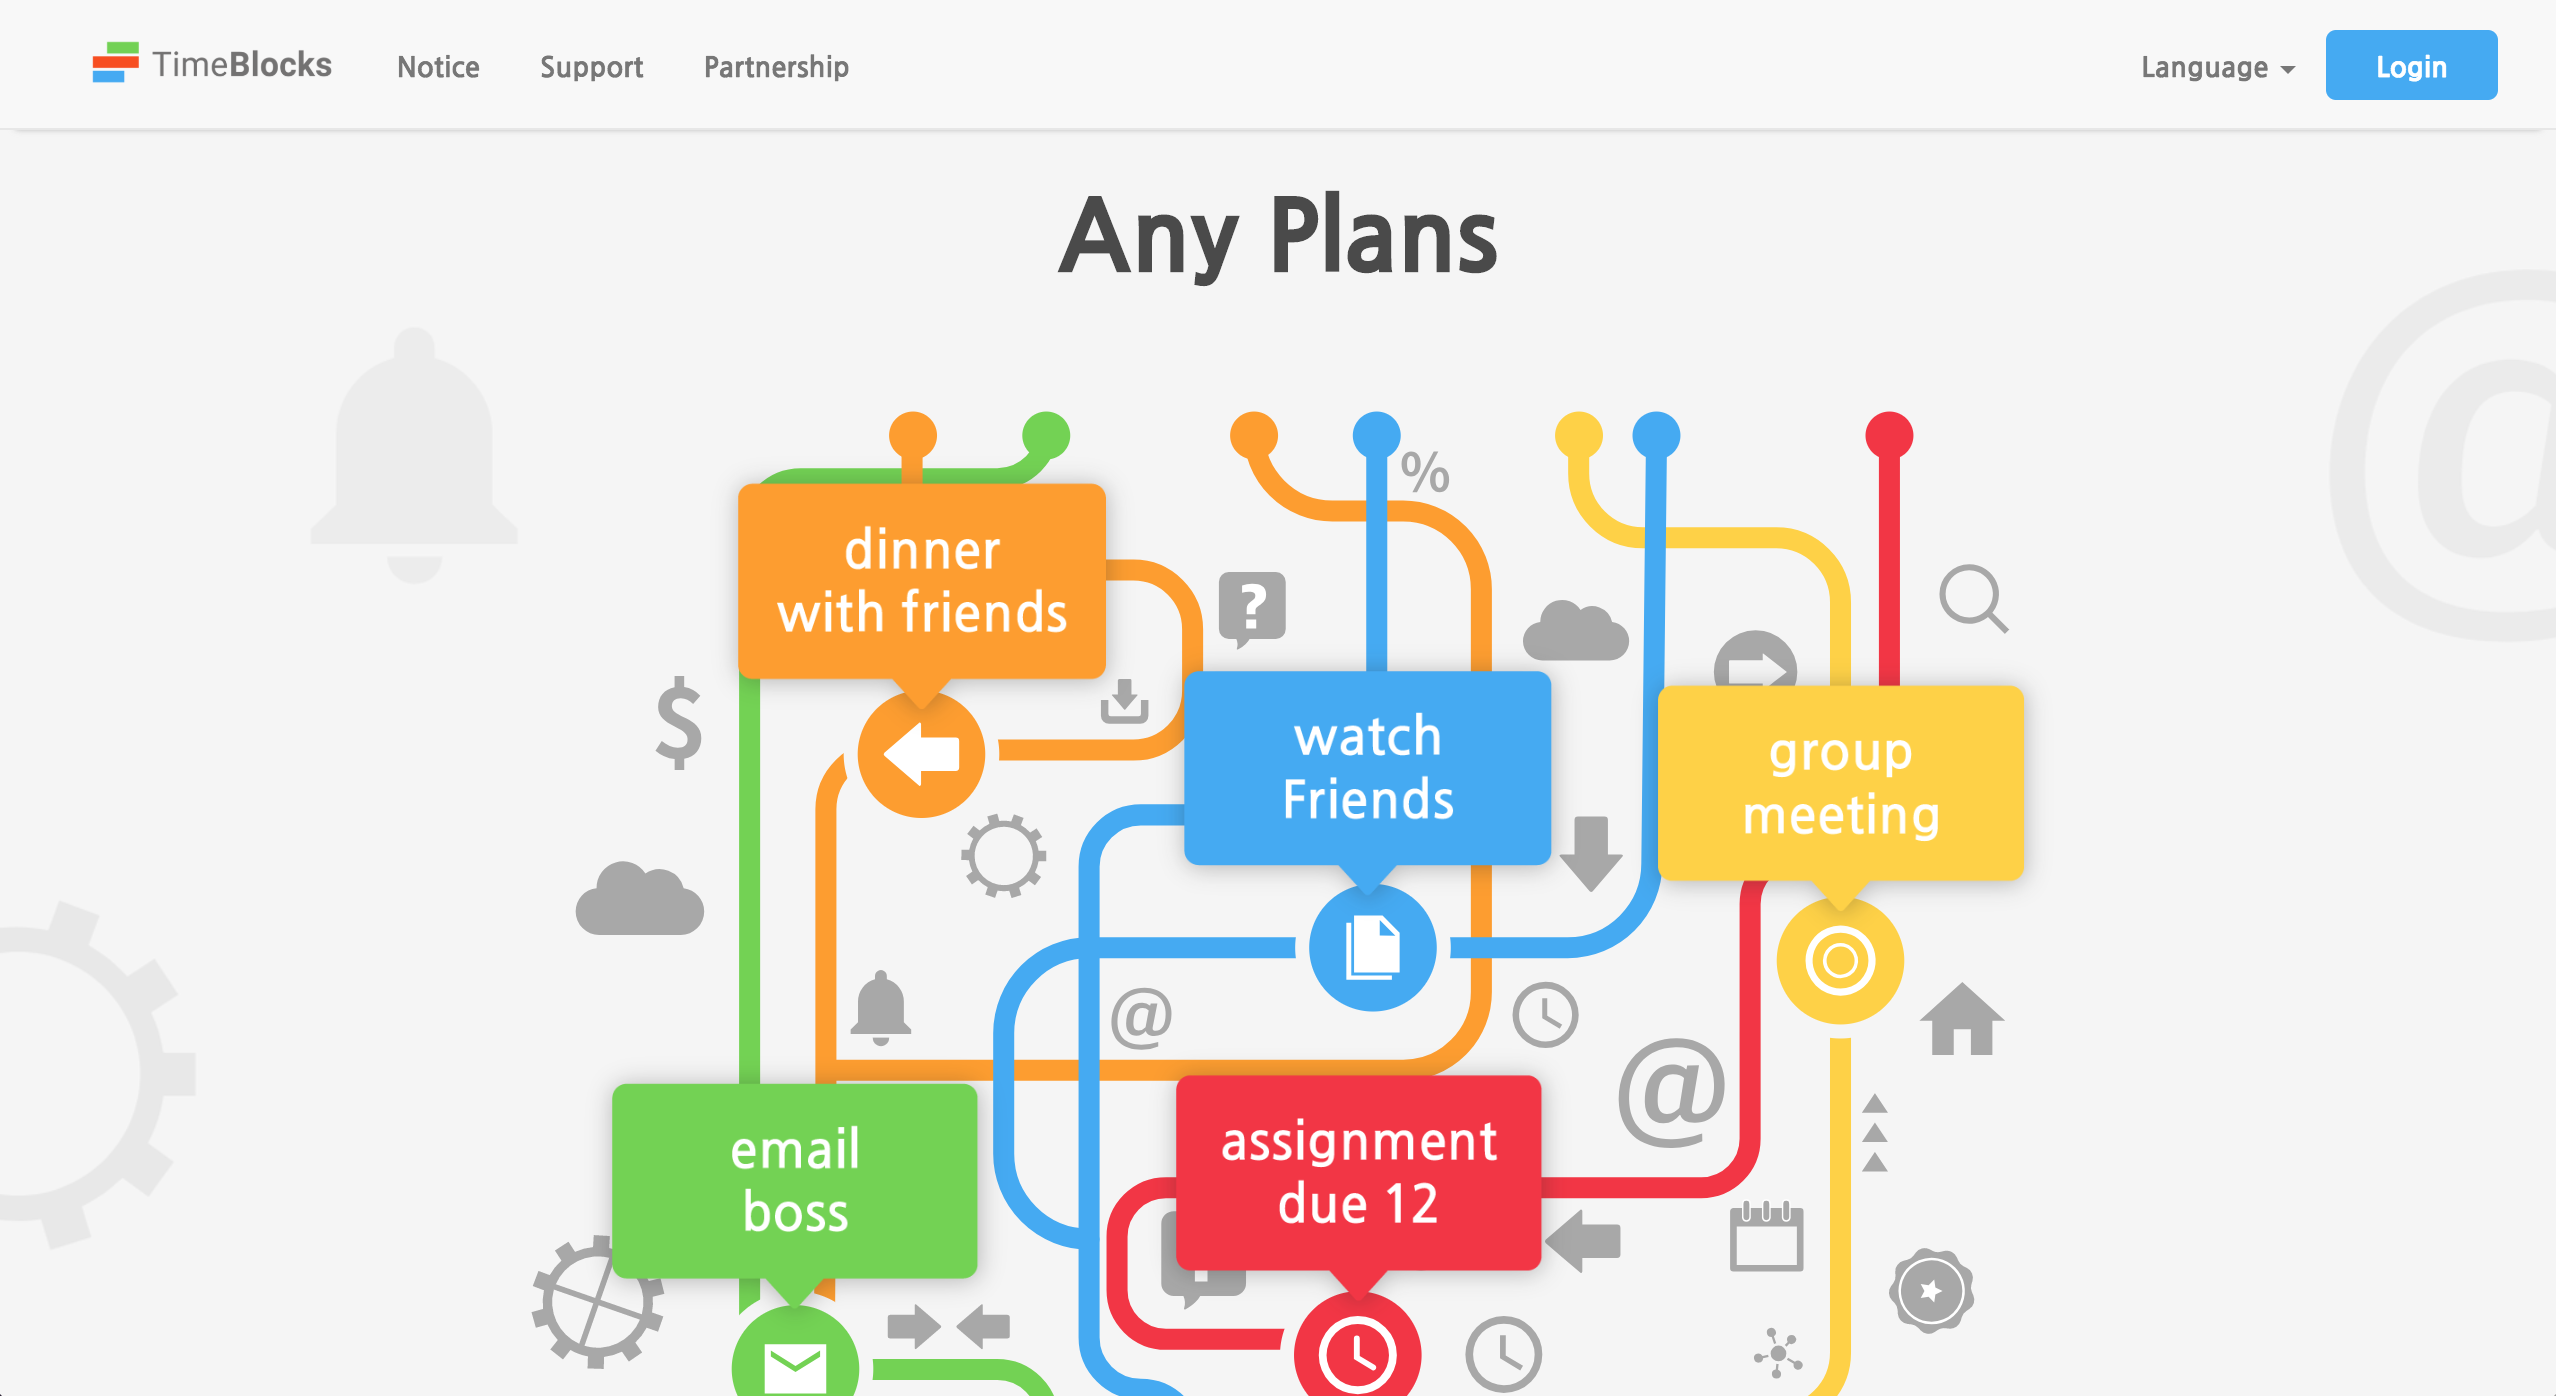 TimeBlocks
Notice
Support
Partnership
Language
Login
Any Plans
%
dinner
with friends
?
$
watch
Friends
group
meeting
@
@
@
email
boss
assignment
due 12